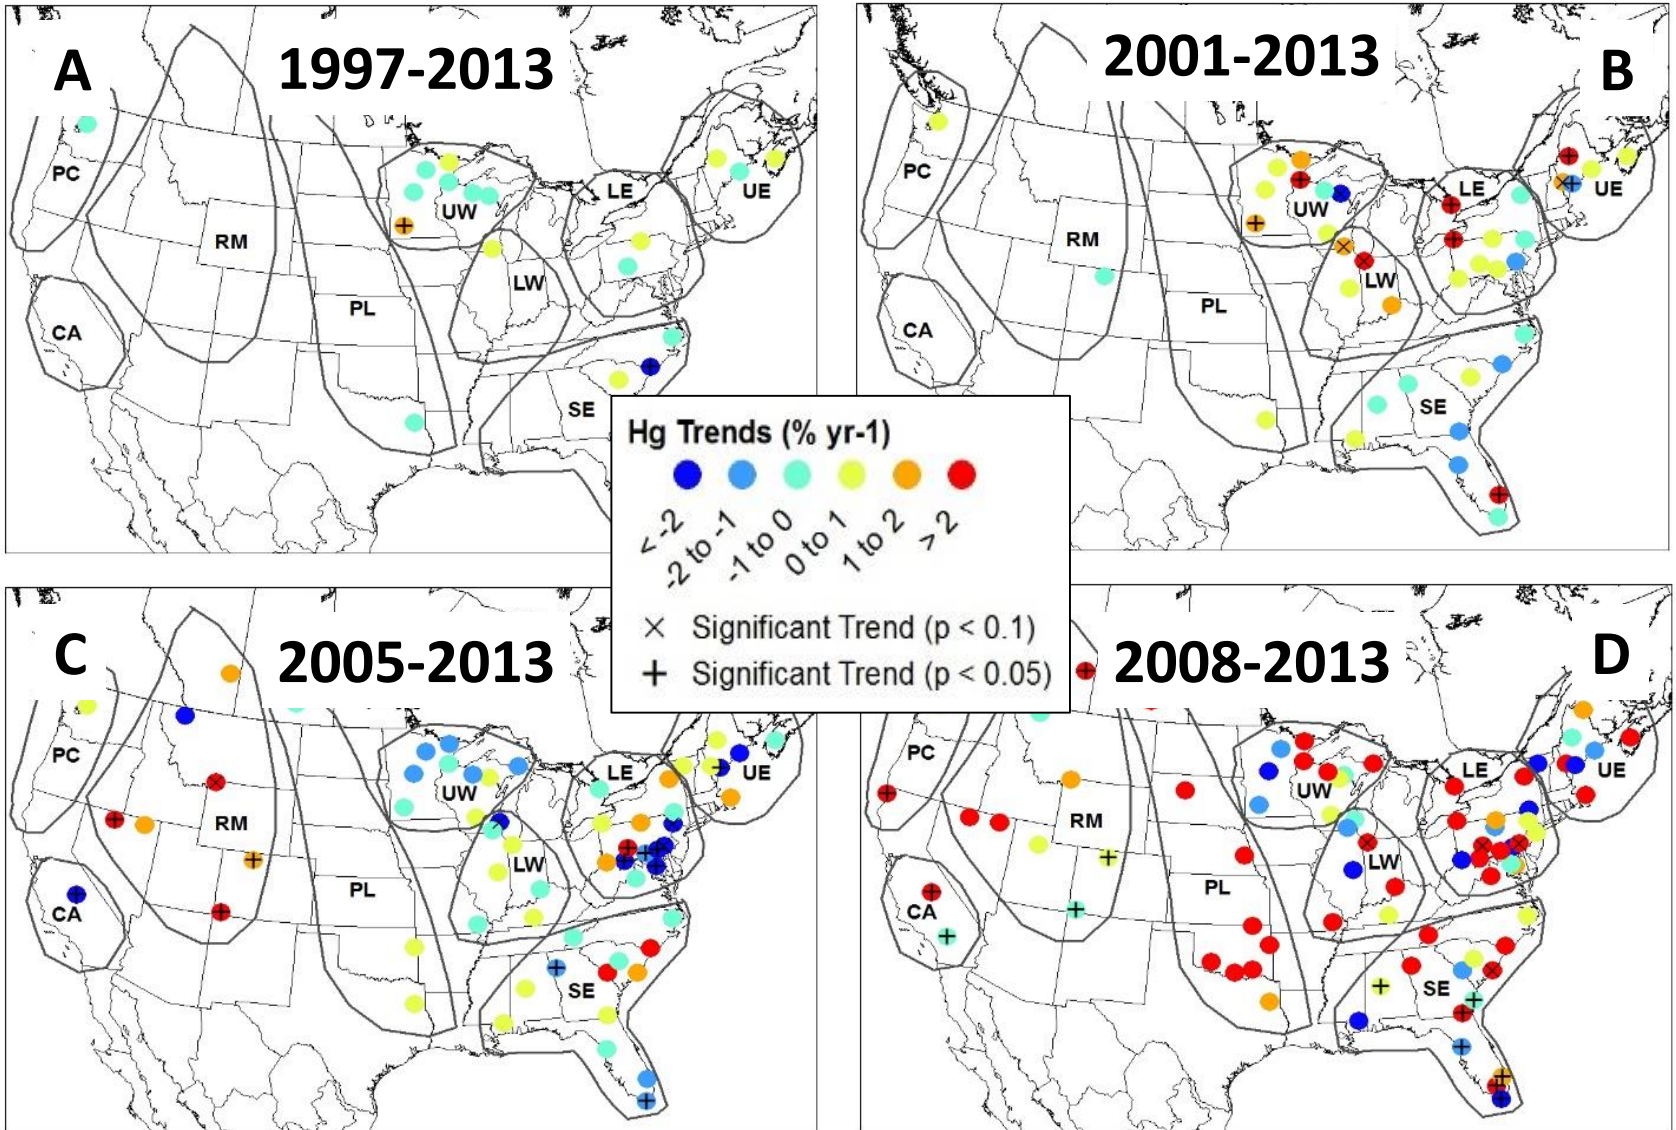 A
1997-2013
PC
RM
CA
PL
UW
LW
LE
UE
SE
B
2001-2013
PC
RM
CA
PL
UW
LW
LE
UE
SE
Hg Trends (% yr-1)
< -2
-2 to -1
-1 to 0
0 to 1
1 to 2
> 2
× Significant Trend (p < 0.1)
+ Significant Trend (p < 0.05)
C
2005-2013
PC
RM
CA
PL
UW
LW
LE
UE
SE
D
2008-2013
PC
RM
CA
PL
UW
LW
LE
UE
SE